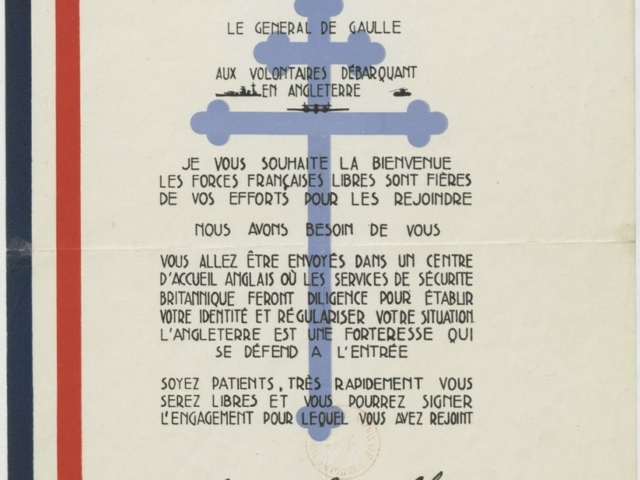 LE GENERAL DE GAULLE
AUX VOLONTAIRES DÉBARQUANT
EN ANGLETERRE
JE VOUS SOUHAITE LA BIENVENUE
LES FORCES FRANÇAISES LIBRES SONT FIÈRES
DE VOS EFFORTS POUR LES REJOINDRE
NOUS AVONS BESOIN DE VOUS
VOUS ALLEZ ÊTRE ENVOYÉS DANS UN CENTRE
D'ACCUEIL ANGLAIS OÙ LES SERVICES DE SÉCURITE
BRITANNIQUE FERONT DILIGENCE POUR ÉTABLIR
VOTRE IDENTITÉ ET RÉGULARISER VOTRE SITUATION.
L'ANGLETERRE EST UNE FORTERESSE QUI
SE DÉFEND A L'ENTRÉE
SOYEZ PATIENTS, TRÈS RAPIDEMENT VOUS
SEREZ LIBRES ET VOUS POURREZ SIGNER
L'ENGAGEMENT POUR LEQUEL VOUS AVEZ REJOINT